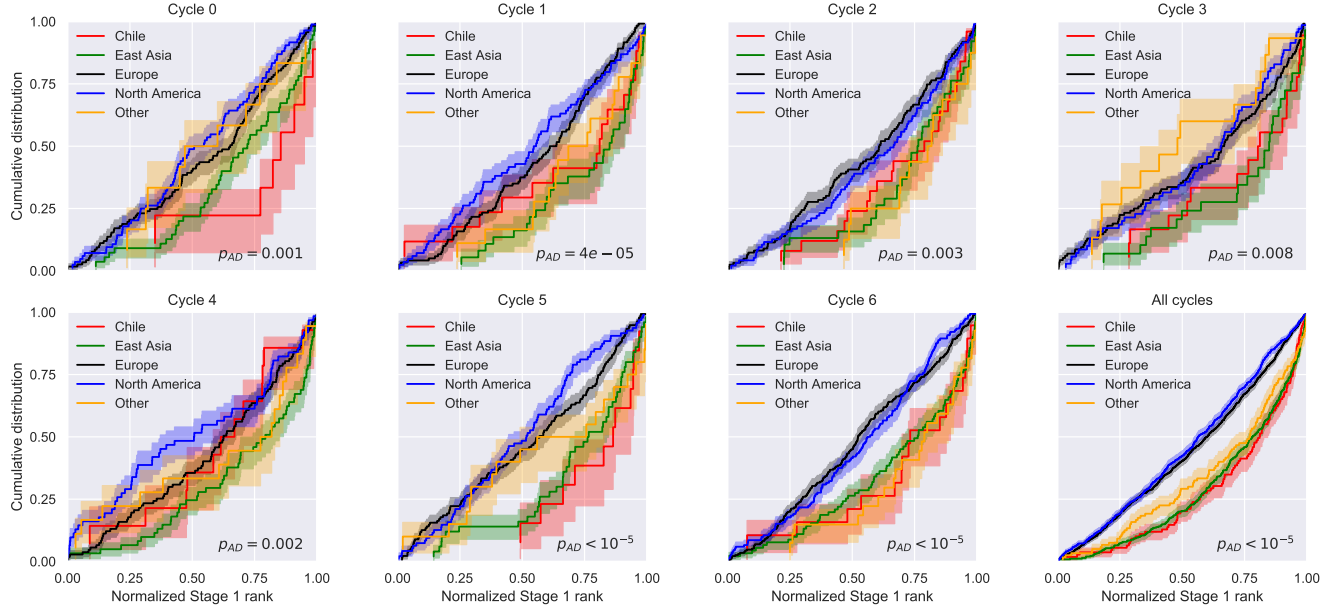 Cycle 0
Cycle 1
Cycle 2
Cycle 3
1.00
0.75
0.50
0.25
0.00
Cumulative distribution
Chile
East Asia
Europe
North America
Other
p_AD = 0.001
Chile
East Asia
Europe
North America
Other
p_AD = 4e − 05
Chile
East Asia
Europe
North America
Other
p_AD = 0.003
Chile
East Asia
Europe
North America
Other
p_AD = 0.008
Cycle 4
Cycle 5
Cycle 6
All cycles
1.00
0.75
0.50
0.25
0.00
Cumulative distribution
Chile
East Asia
Europe
North America
Other
p_AD = 0.002
Chile
East Asia
Europe
North America
Other
p_AD < 10⁻⁵
Chile
East Asia
Europe
North America
Other
p_AD < 10⁻⁵
Chile
East Asia
Europe
North America
Other
p_AD < 10⁻⁵
0.00 0.25 0.50 0.75 1.00
0.00 0.25 0.50 0.75 1.00
0.00 0.25 0.50 0.75 1.00
0.00 0.25 0.50 0.75 1.00
Normalized Stage 1 rank
Normalized Stage 1 rank
Normalized Stage 1 rank
Normalized Stage 1 rank